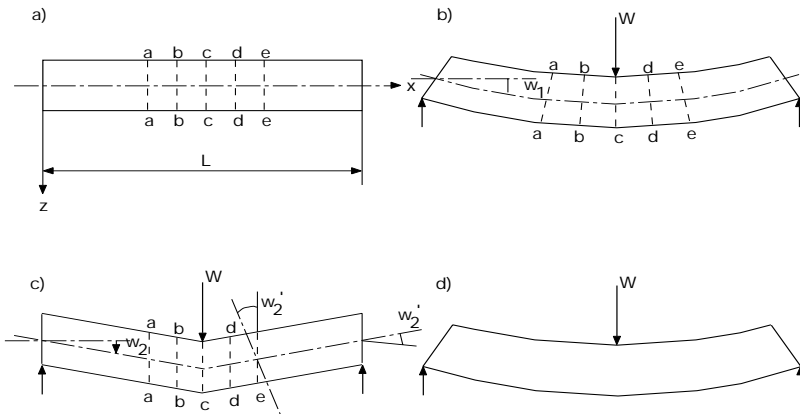 a)
a b c d e
x
a b c d e
L
z
b)
W
a b d e
w1
a b c d e
c)
W
w2'
a b d
w2'
w2
a b c d e
d)
W